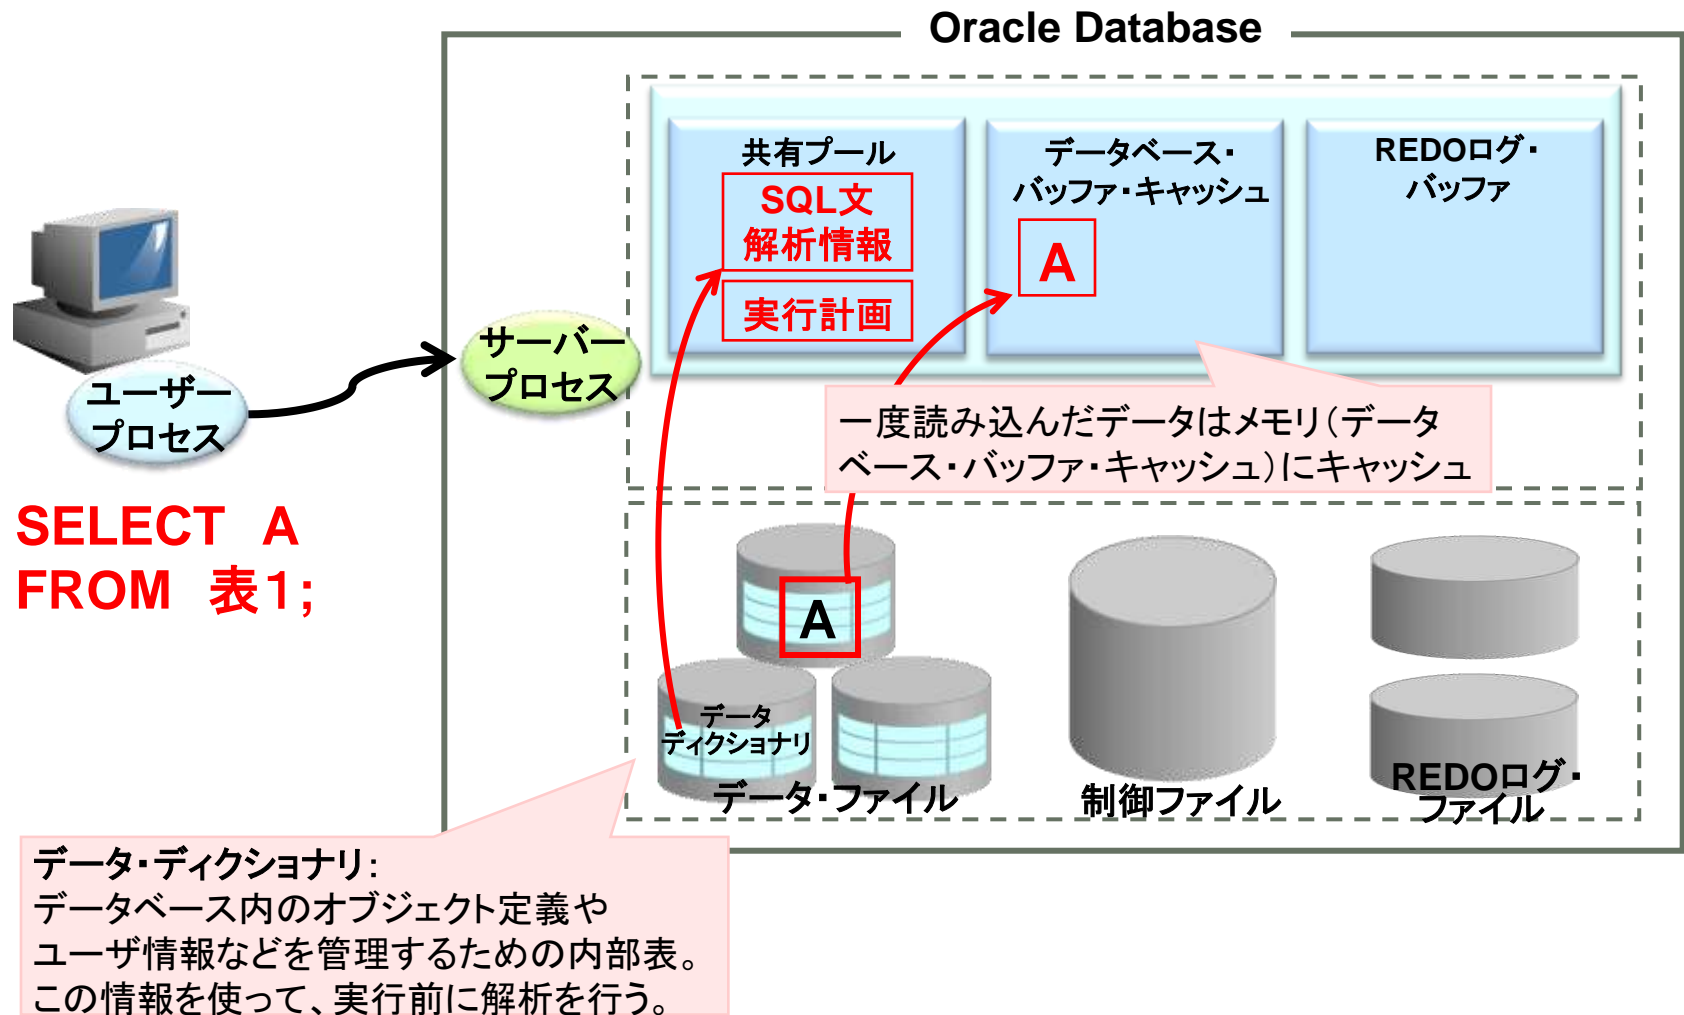 Oracle Database
共有プール
SQL文
解析情報
実行計画
データベース・
バッファ・キャッシュ
A
REDOログ・
バッファ
サーバー
プロセス
ユーザー
プロセス
一度読み込んだデータはメモリ(データ
ベース・バッファ・キャッシュ)にキャッシュ
SELECT A
FROM 表1;
A
データ
ディクショナリ
データ・ファイル
制御ファイル
REDOログ・
ファイル
データ・ディクショナリ:
データベース内のオブジェクト定義や
ユーザ情報などを管理するための内部表。
この情報を使って、実行前に解析を行う。